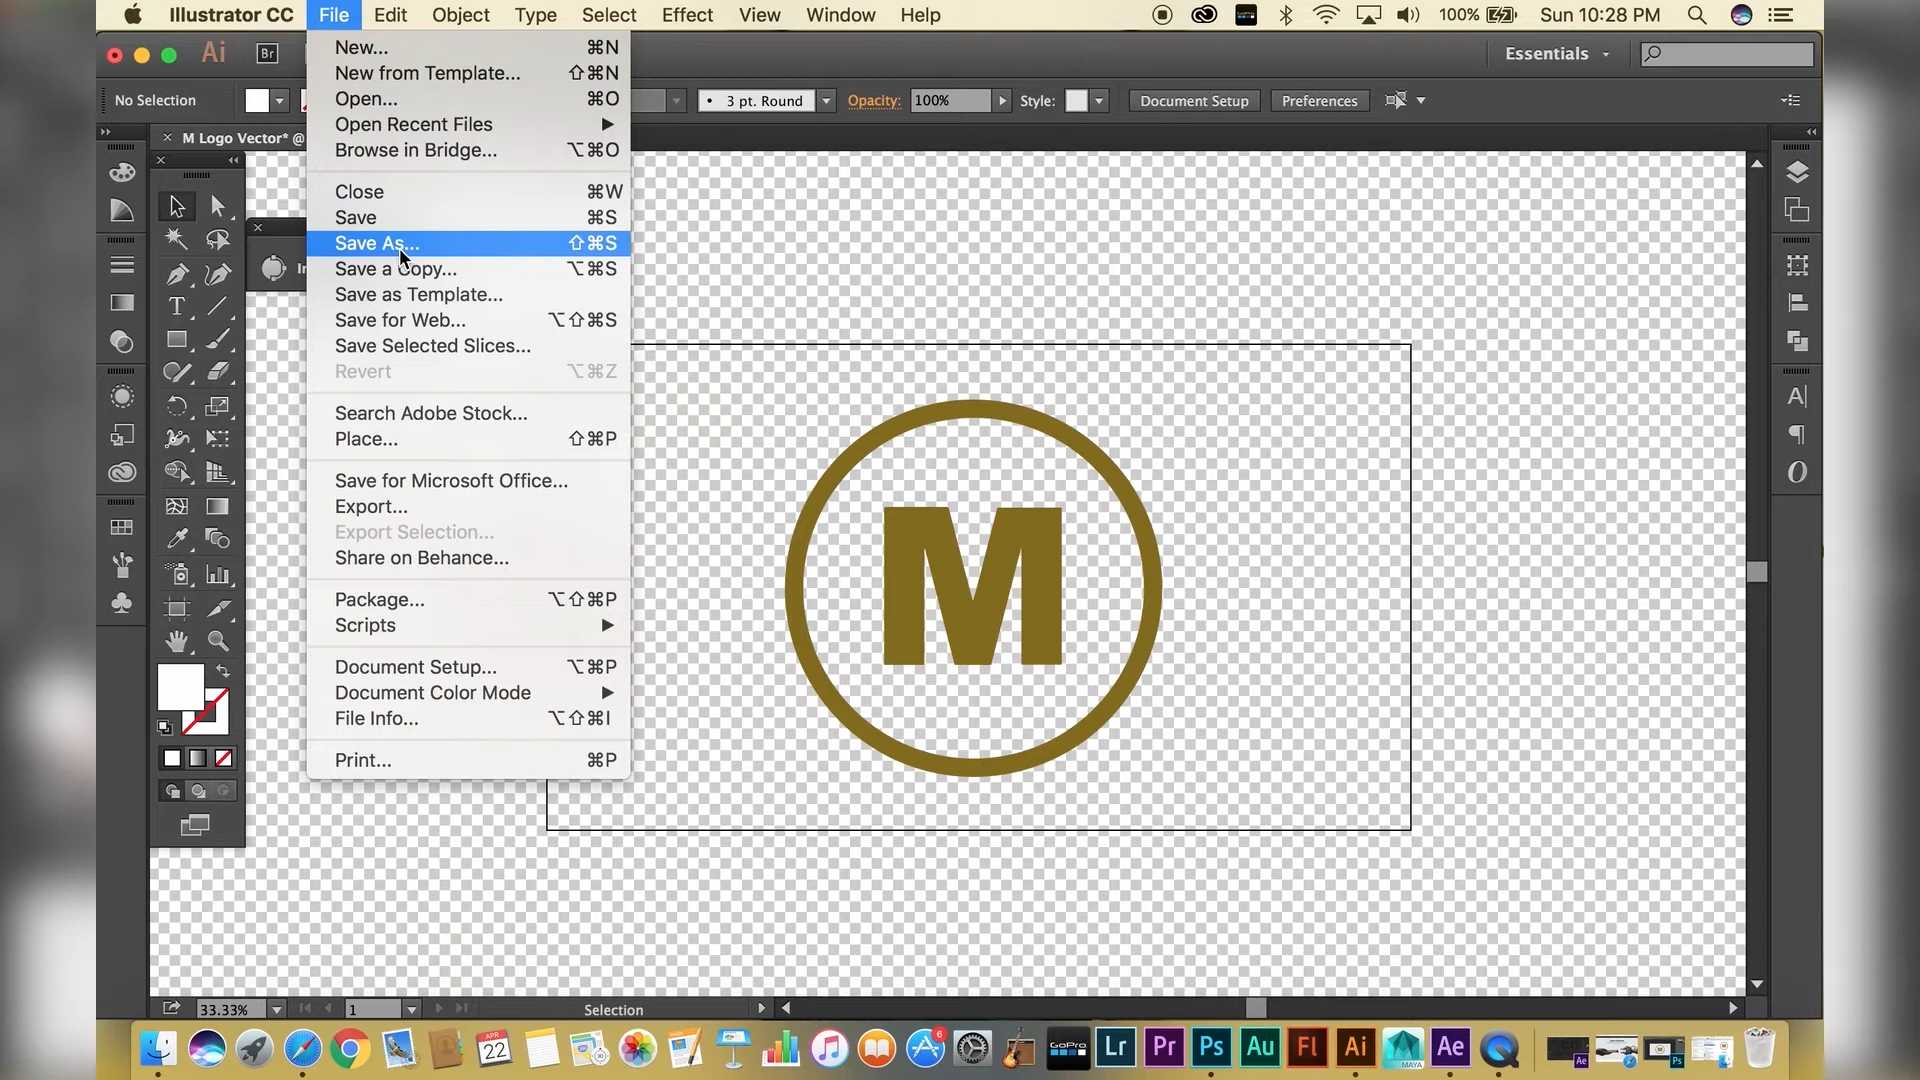 Illustrator CC File Edit Object Type Select Effect View Window Help 100% Sun 10:28 PM
Ai Br Essentials
No Selection 3 pt. Round Opacity: 100% Style: Document Setup Preferences
M Logo Vector* @
New... ⌘N
New from Template... ⇧⌘N
Open... ⌘O
Open Recent Files
Browse in Bridge... ⌥⌘O
Close ⌘W
Save ⌘S
Save As... ⇧⌘S
Save a Copy... ⌥⌘S
Save as Template...
Save for Web... ⌥⇧⌘S
Save Selected Slices...
Revert ⌥⌘Z
Search Adobe Stock...
Place... ⇧⌘P
Save for Microsoft Office...
Export...
Export Selection...
Share on Behance...
Package... ⌥⇧⌘P
Scripts
Document Setup... ⌥⌘P
Document Color Mode
File Info... ⌥⇧⌘I
Print... ⌘P
M
33.33% 1 Selection
APR 22 6 GoPro Lr Pr Ps Au Fl Ai MAYA Ae Ae Ps